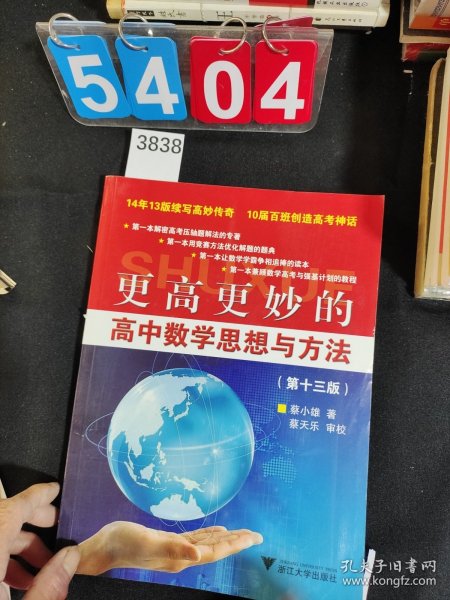 5404
3838
14年13版续写高妙传奇 10届百班创造高考神话
★第一本解密高考压轴题解法的专著
★第一本用竞赛方法优化解题的题典
★第一本让数学学霸争相追捧的读本
★第一本兼顾数学高考与强基计划的教程
SHUXUE
更高更妙的
高中数学思想与方法
(第十三版)
蔡小雄 著
蔡天乐 审校
浙江大学出版社
孔夫子旧书网
www.kongfz.com